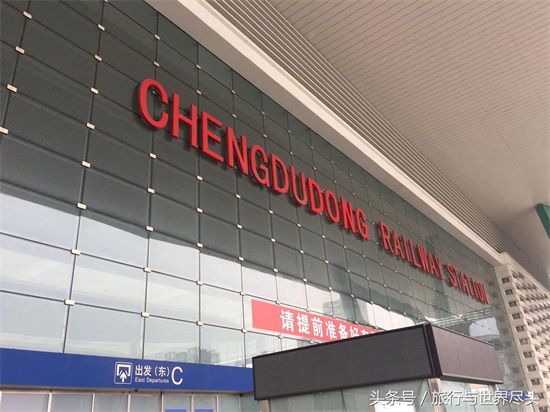 CHENGDUDONG RAILWAY STATION
请提前准备好
出发(东) C
East Departures
头条号 / 旅行与世界尽头